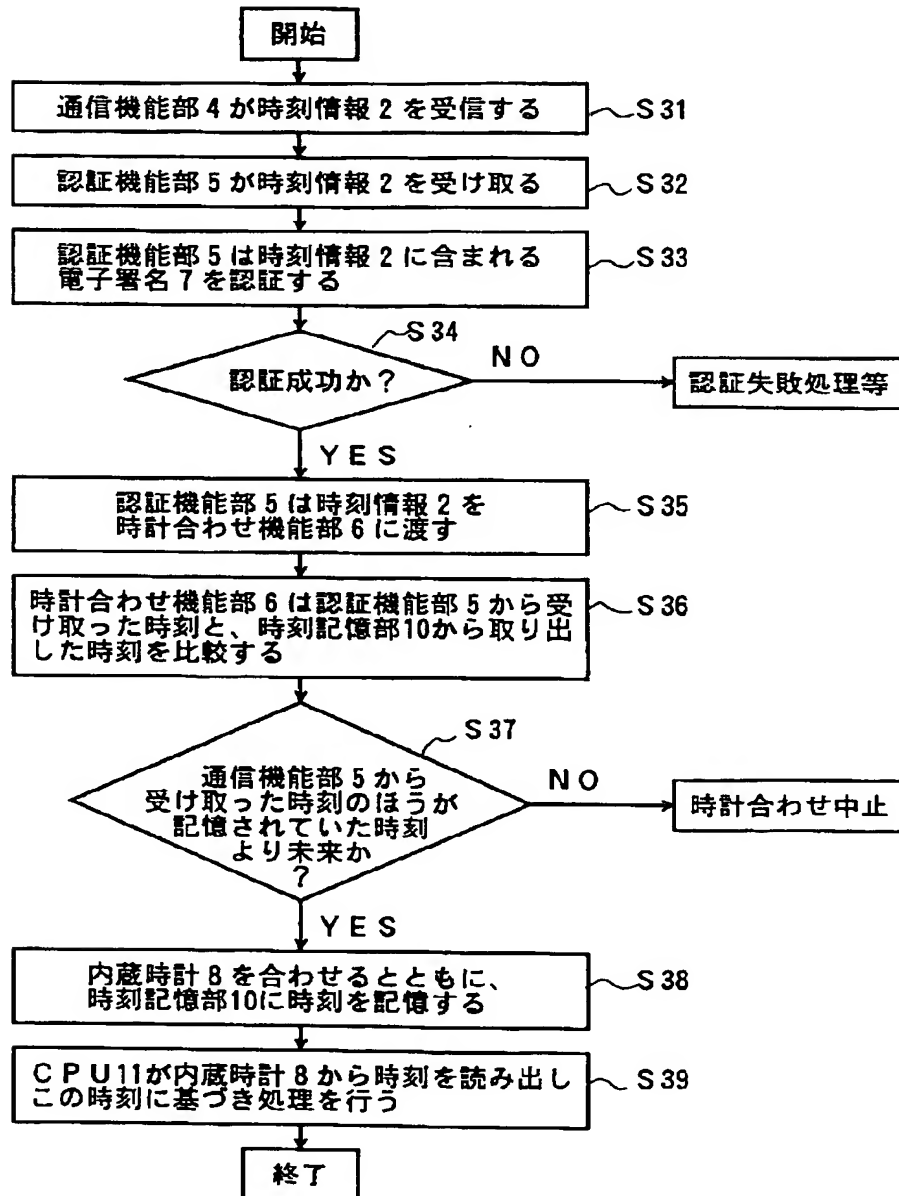 開始
通信機能部4が時刻情報2を受信する
S31
認証機能部5が時刻情報2を受け取る
S32
認証機能部5は時刻情報2に含まれる
電子署名7を認証する
S33
S34
認証成功か?
NO
認証失敗処理等
YES
認証機能部5は時刻情報2を
時計合わせ機能部6に渡す
S35
時計合わせ機能部6は認証機能部5から受
け取った時刻と、時刻記憶部10から取り出
した時刻を比較する
S36
S37
通信機能部5から
受け取った時刻のほうが
記憶されていた時刻
より未来か
?
NO
時計合わせ中止
YES
内蔵時計8を合わせるとともに、
時刻記憶部10に時刻を記憶する
S38
CPU11が内蔵時計8から時刻を読み出し
この時刻に基づき処理を行う
S39
終了